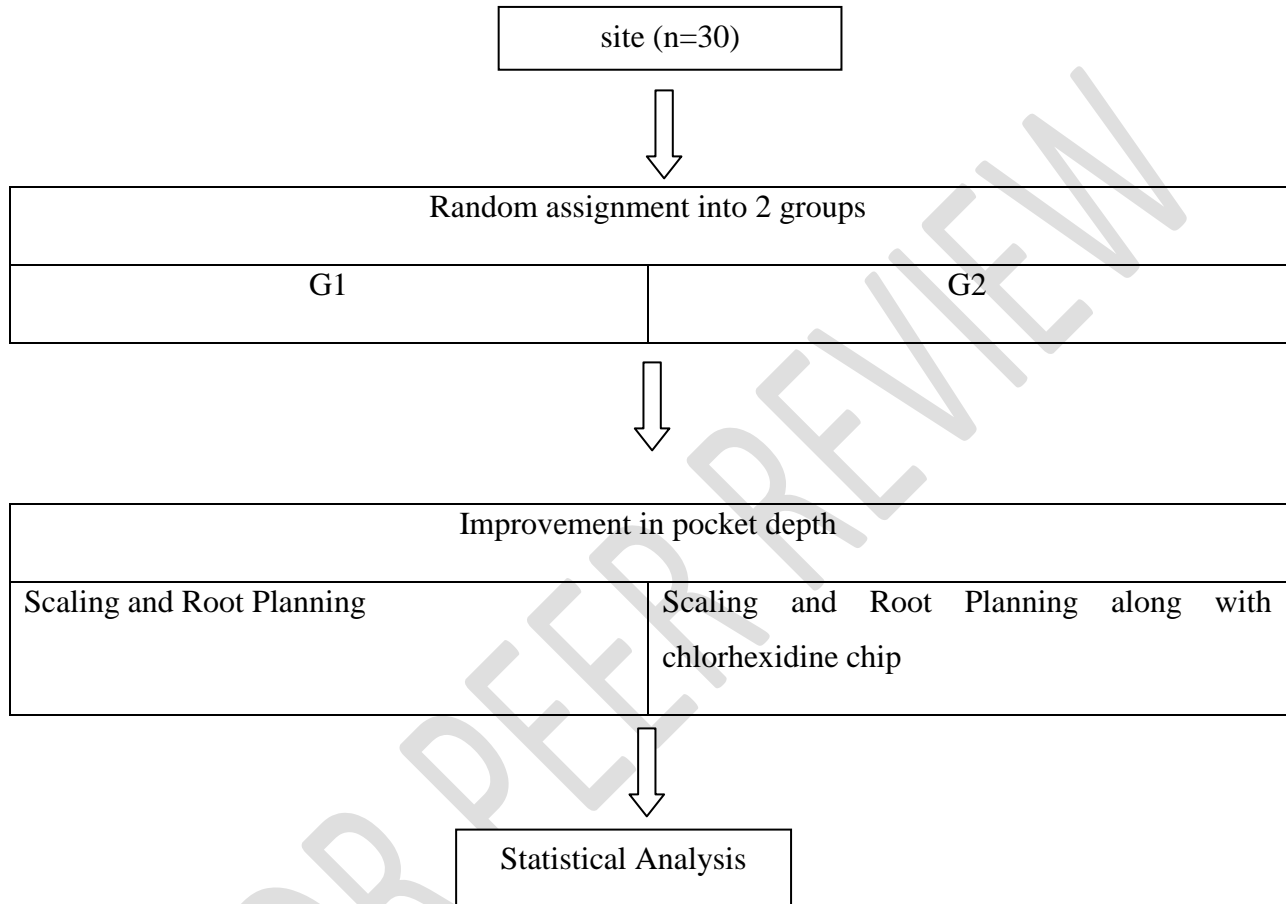 site (n=30)
Random assignment into 2 groups
G1
G2
Improvement in pocket depth
Scaling and Root Planning
Scaling and Root Planning along with
chlorhexidine chip
Statistical Analysis
OR PEER REVIEW